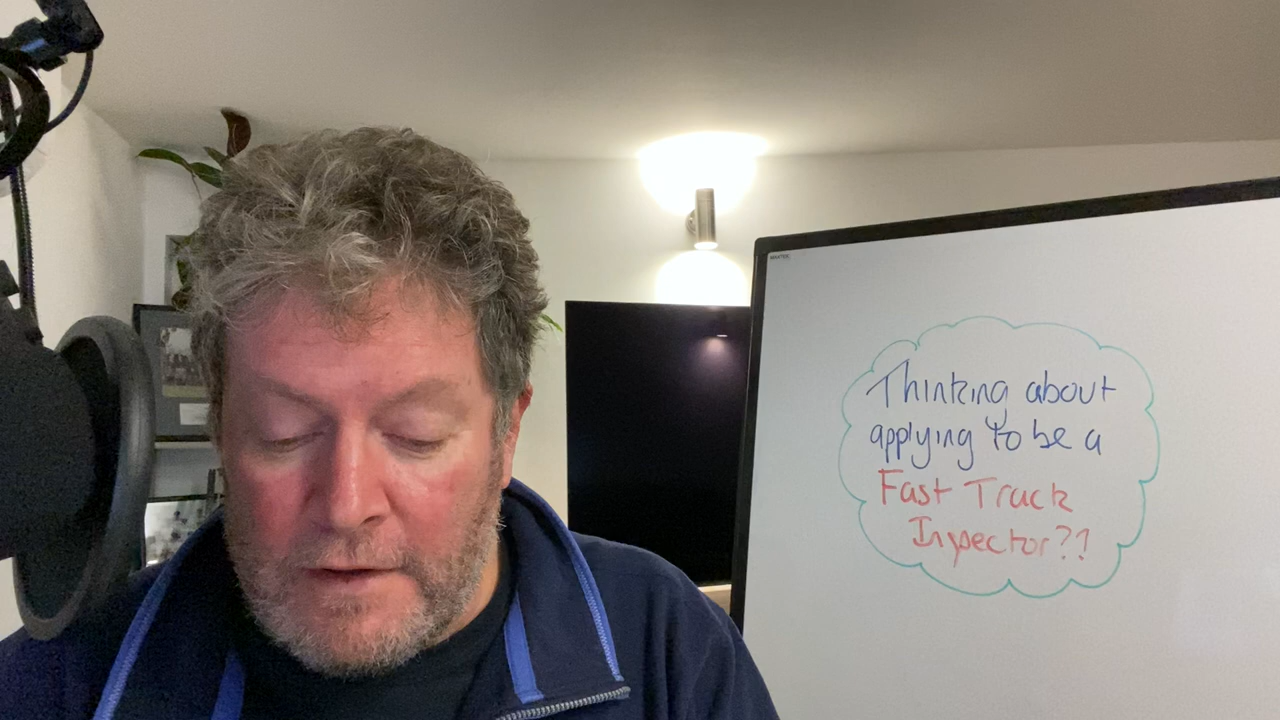 Thinking about
applying to be a
Fast Track
Inspector??